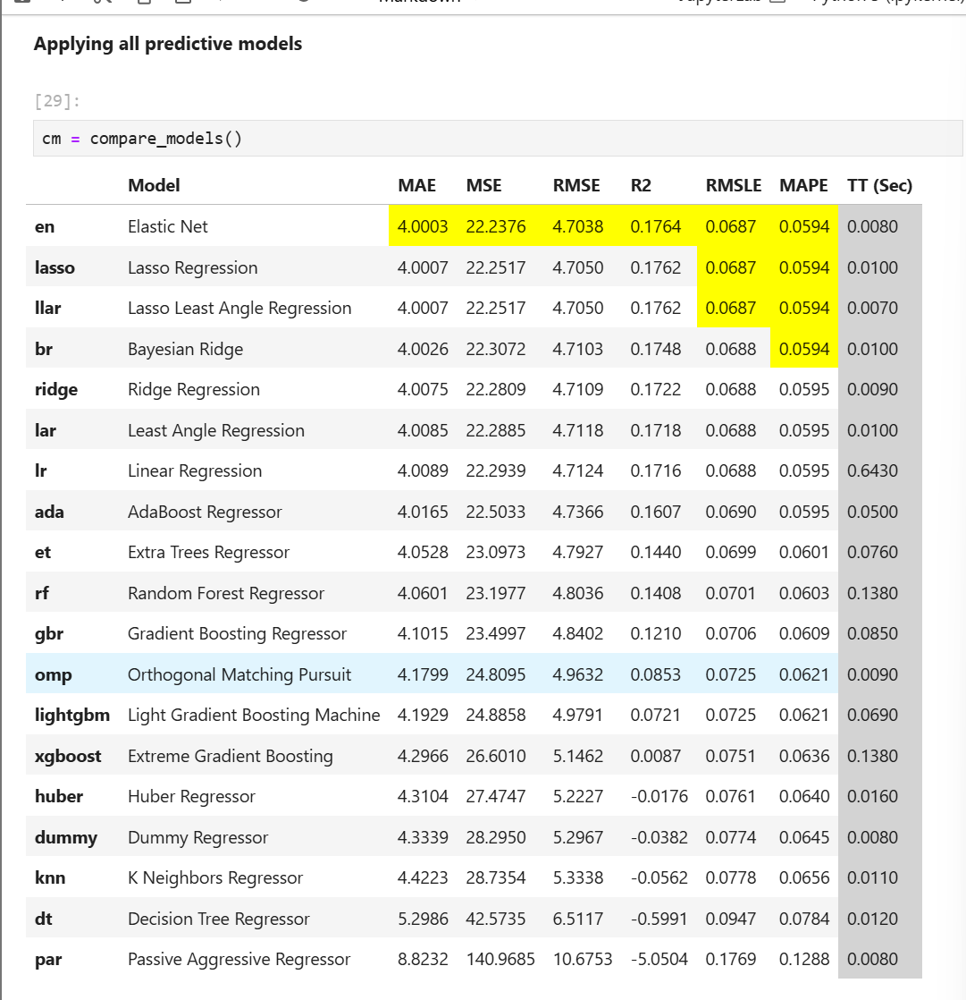 Applying all predictive models
[29]:
cm = compare_models()
Model MAE MSE RMSE R2 RMSLE MAPE TT (Sec)
en Elastic Net 4.0003 22.2376 4.7038 0.1764 0.0687 0.0594 0.0080
lasso Lasso Regression 4.0007 22.2517 4.7050 0.1762 0.0687 0.0594 0.0100
llar Lasso Least Angle Regression 4.0007 22.2517 4.7050 0.1762 0.0687 0.0594 0.0070
br Bayesian Ridge 4.0026 22.3072 4.7103 0.1748 0.0688 0.0594 0.0100
ridge Ridge Regression 4.0075 22.2809 4.7109 0.1722 0.0688 0.0595 0.0090
lar Least Angle Regression 4.0085 22.2885 4.7118 0.1718 0.0688 0.0595 0.0100
lr Linear Regression 4.0089 22.2939 4.7124 0.1716 0.0688 0.0595 0.6430
ada AdaBoost Regressor 4.0165 22.5033 4.7366 0.1607 0.0690 0.0595 0.0500
et Extra Trees Regressor 4.0528 23.0973 4.7927 0.1440 0.0699 0.0601 0.0760
rf Random Forest Regressor 4.0601 23.1977 4.8036 0.1408 0.0701 0.0603 0.1380
gbr Gradient Boosting Regressor 4.1015 23.4997 4.8402 0.1210 0.0706 0.0609 0.0850
omp Orthogonal Matching Pursuit 4.1799 24.8095 4.9632 0.0853 0.0725 0.0621 0.0090
lightgbm Light Gradient Boosting Machine 4.1929 24.8858 4.9791 0.0721 0.0725 0.0621 0.0690
xgboost Extreme Gradient Boosting 4.2966 26.6010 5.1462 0.0087 0.0751 0.0636 0.1380
huber Huber Regressor 4.3104 27.4747 5.2227 -0.0176 0.0761 0.0640 0.0160
dummy Dummy Regressor 4.3339 28.2950 5.2967 -0.0382 0.0774 0.0645 0.0080
knn K Neighbors Regressor 4.4223 28.7354 5.3338 -0.0562 0.0778 0.0656 0.0110
dt Decision Tree Regressor 5.2986 42.5735 6.5117 -0.5991 0.0947 0.0784 0.0120
par Passive Aggressive Regressor 8.8232 140.9685 10.6753 -5.0504 0.1769 0.1288 0.0080